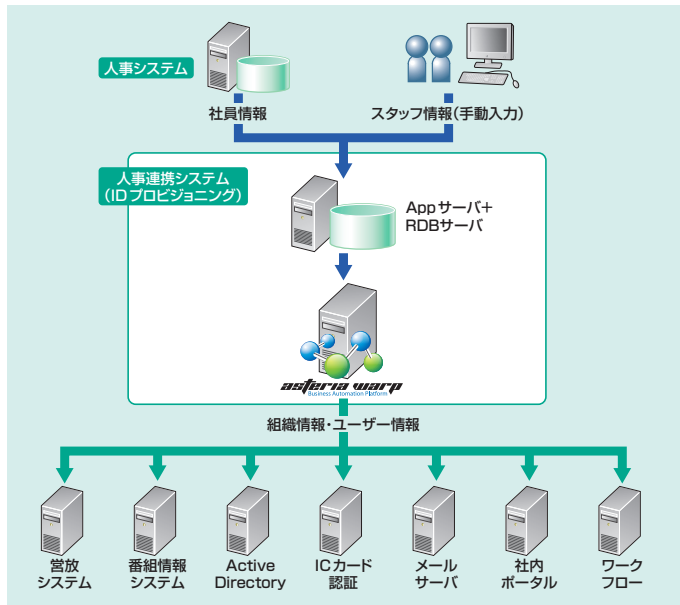 人事システム
社員情報
スタッフ情報(手動入力)
人事連携システム
(IDプロビジョニング)
Appサーバ+
RDBサーバ
asteria warp
Business Automation Platform
組織情報・ユーザー情報
営放
システム
番組情報
システム
Active
Directory
ICカード
認証
メール
サーバ
社内
ポータル
ワーク
フロー